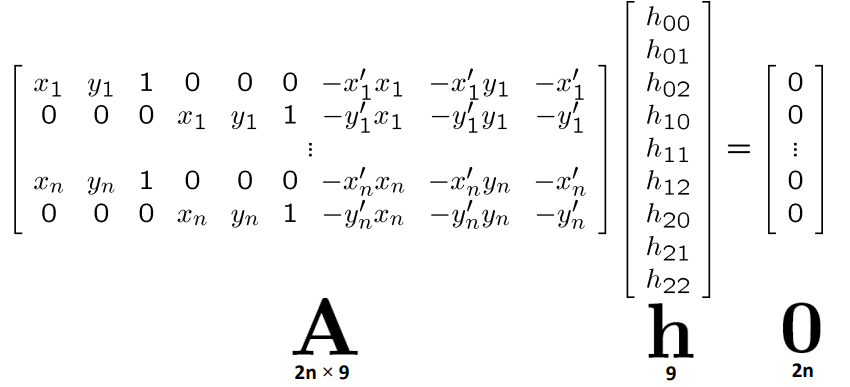 x₁ y₁ 1 0 0 0 −x′₁x₁ −x′₁y₁ −x′₁
0 0 0 x₁ y₁ 1 −y′₁x₁ −y′₁y₁ −y′₁
⋮
xₙ yₙ 1 0 0 0 −x′ₙxₙ −x′ₙyₙ −x′ₙ
0 0 0 xₙ yₙ 1 −y′ₙxₙ −y′ₙyₙ −y′ₙ
h₀₀
h₀₁
h₀₂
h₁₀
h₁₁
h₁₂
h₂₀
h₂₁
h₂₂
=
0
0
⋮
0
0
A h 0
2n × 9 9 2n